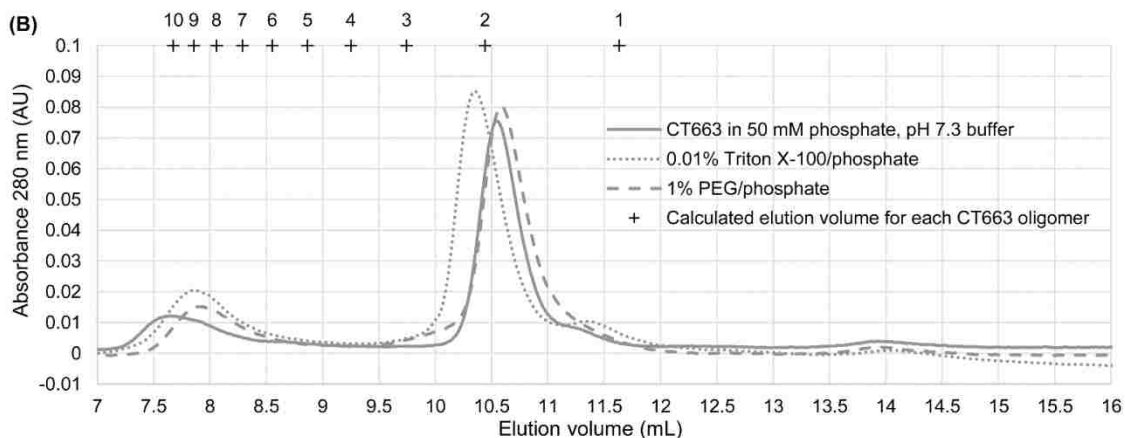 (B)
10 9 8 7 6 5 4 3 2 1
0.1
0.09
0.08
0.07
0.06
0.05
0.04
0.03
0.02
0.01
0
-0.01
Absorbance 280 nm (AU)
CT663 in 50 mM phosphate, pH 7.3 buffer
0.01% Triton X-100/phosphate
1% PEG/phosphate
+ Calculated elution volume for each CT663 oligomer
7 7.5 8 8.5 9 9.5 10 10.5 11 11.5 12 12.5 13 13.5 14 14.5 15 15.5 16
Elution volume (mL)